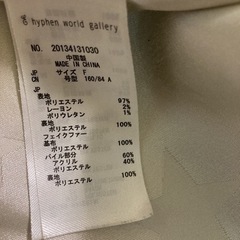 hyphen world gallery
NO. 20134131030
中国製
MADE IN CHINA
JP サイズ F
CN 号型 160/84 A
JP
表地
ポリエステル 97%
レーヨン 2%
ポリウレタン 1%
裏地
ポリエステル 100%
フェイクファー
基布
ポリエステル 100%
パイル部分
ポリエステル 60%
アクリル 40%
表地
ポリエステル 100%